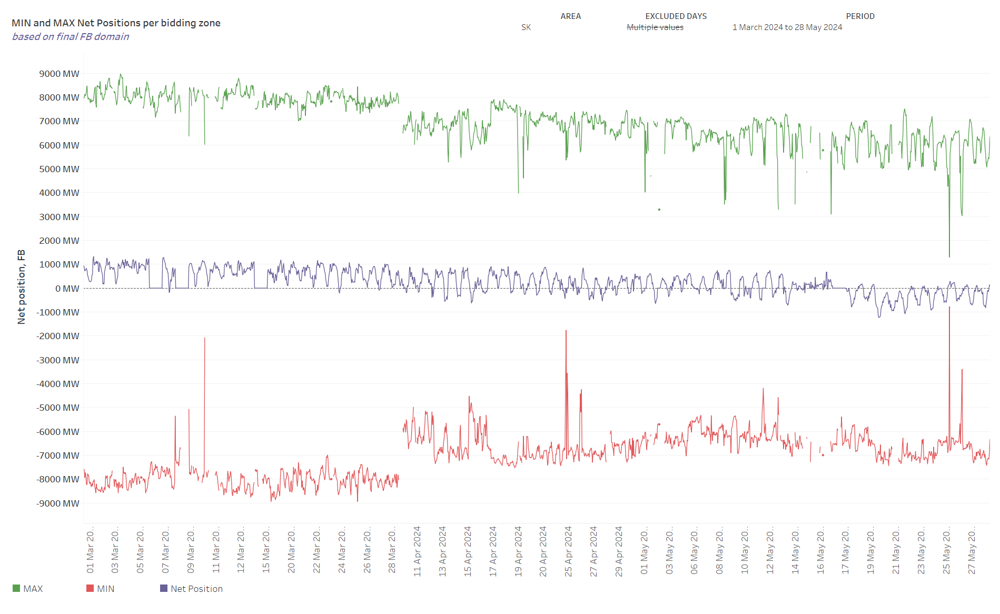 MIN and MAX Net Positions per bidding zone
based on final FB domain
AREA
SK
EXCLUDED DAYS
Multiple values
PERIOD
1 March 2024 to 28 May 2024
Net position, FB
9000 MW
8000 MW
7000 MW
6000 MW
5000 MW
4000 MW
3000 MW
2000 MW
1000 MW
0 MW
-1000 MW
-2000 MW
-3000 MW
-4000 MW
-5000 MW
-6000 MW
-7000 MW
-8000 MW
-9000 MW
01 Mar 20..
03 Mar 20..
05 Mar 20..
07 Mar 20..
09 Mar 20..
11 Mar 20..
12 Mar 20..
15 Mar 20..
20 Mar 20..
22 Mar 20..
24 Mar 20..
26 Mar 20..
28 Mar 20..
11 Apr 2024
13 Apr 2024
15 Apr 2024
17 Apr 2024
19 Apr 2024
20 Apr 2024
25 Apr 2024
27 Apr 2024
29 Apr 2024
01 May 20..
03 May 20..
06 May 20..
08 May 20..
10 May 20..
12 May 20..
14 May 20..
16 May 20..
17 May 20..
19 May 20..
21 May 20..
23 May 20..
25 May 20..
27 May 20..
MAX
MIN
Net Position